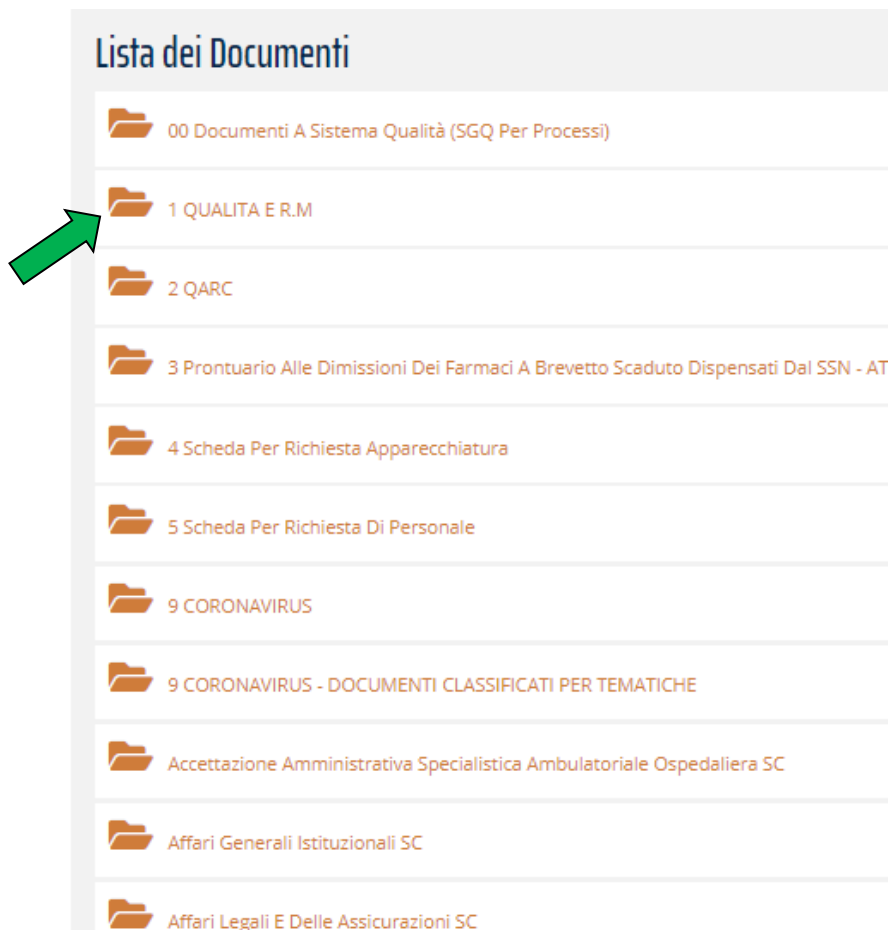 Lista dei Documenti
00 Documenti A Sistema Qualità (SGQ Per Processi)
1 QUALITA E R.M
2 QARC
3 Prontuario Alle Dimissioni Dei Farmaci A Brevetto Scaduto Dispensati Dal SSN - AT
4 Scheda Per Richiesta Apparecchiatura
5 Scheda Per Richiesta Di Personale
9 CORONAVIRUS
9 CORONAVIRUS - DOCUMENTI CLASSIFICATI PER TEMATICHE
Accettazione Amministrativa Specialistica Ambulatoriale Ospedaliera SC
Affari Generali Istituzionali SC
Affari Legali E Delle Assicurazioni SC